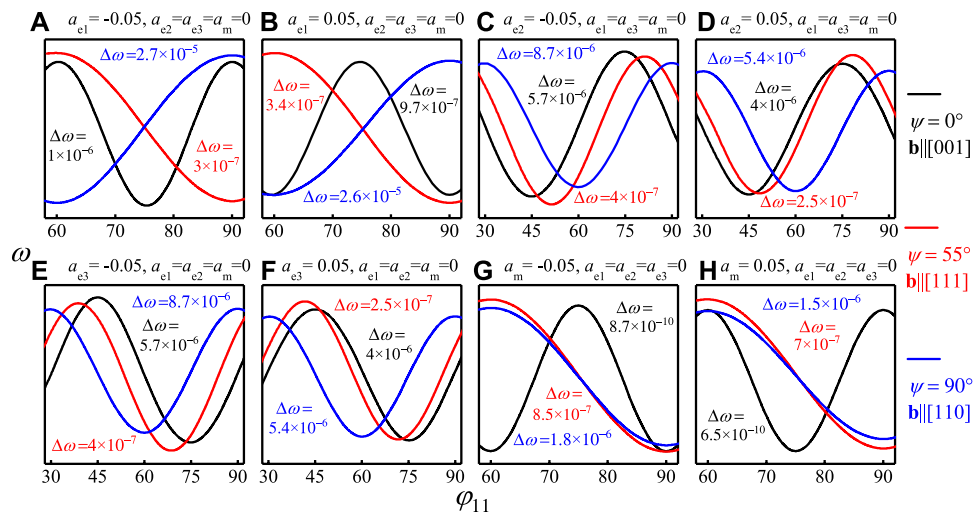 A a_e1 = -0.05, a_e2=a_e3=a_m=0
Δω=2.7×10⁻⁵
Δω=
1×10⁻⁶
Δω=
3×10⁻⁷
60 70 80 90
B a_e1 = 0.05, a_e2=a_e3=a_m=0
Δω=
3.4×10⁻⁷
Δω=
9.7×10⁻⁷
Δω=2.6×10⁻⁵
60 70 80 90
C a_e2 = -0.05, a_e1=a_e3=a_m=0
Δω=8.7×10⁻⁶
Δω=
5.7×10⁻⁶
Δω=4×10⁻⁷
30 45 60 75 90
D a_e2 = 0.05, a_e1=a_e3=a_m=0
Δω=5.4×10⁻⁶
Δω=
4×10⁻⁶
Δω=2.5×10⁻⁷
30 45 60 75 90
ω
E a_e3 = -0.05, a_e1=a_e2=a_m=0
Δω=8.7×10⁻⁶
Δω=
5.7×10⁻⁶
Δω=4×10⁻⁷
30 45 60 75 90
F a_e3 = 0.05, a_e1=a_e2=a_m=0
Δω=2.5×10⁻⁷
Δω=
4×10⁻⁶
Δω=
5.4×10⁻⁶
30 45 60 75 90
G a_m = -0.05, a_e1=a_e2=a_e3=0
Δω=
8.7×10⁻¹⁰
Δω=
8.5×10⁻⁷
Δω=1.8×10⁻⁶
60 70 80 90
H a_m = 0.05, a_e1=a_e2=a_e3=0
Δω=1.5×10⁻⁶
Δω=
7×10⁻⁷
Δω=
6.5×10⁻¹⁰
60 70 80 90
φ₁₁
ψ = 0°
b||[001]
ψ = 55°
b||[111]
ψ = 90°
b||[110]